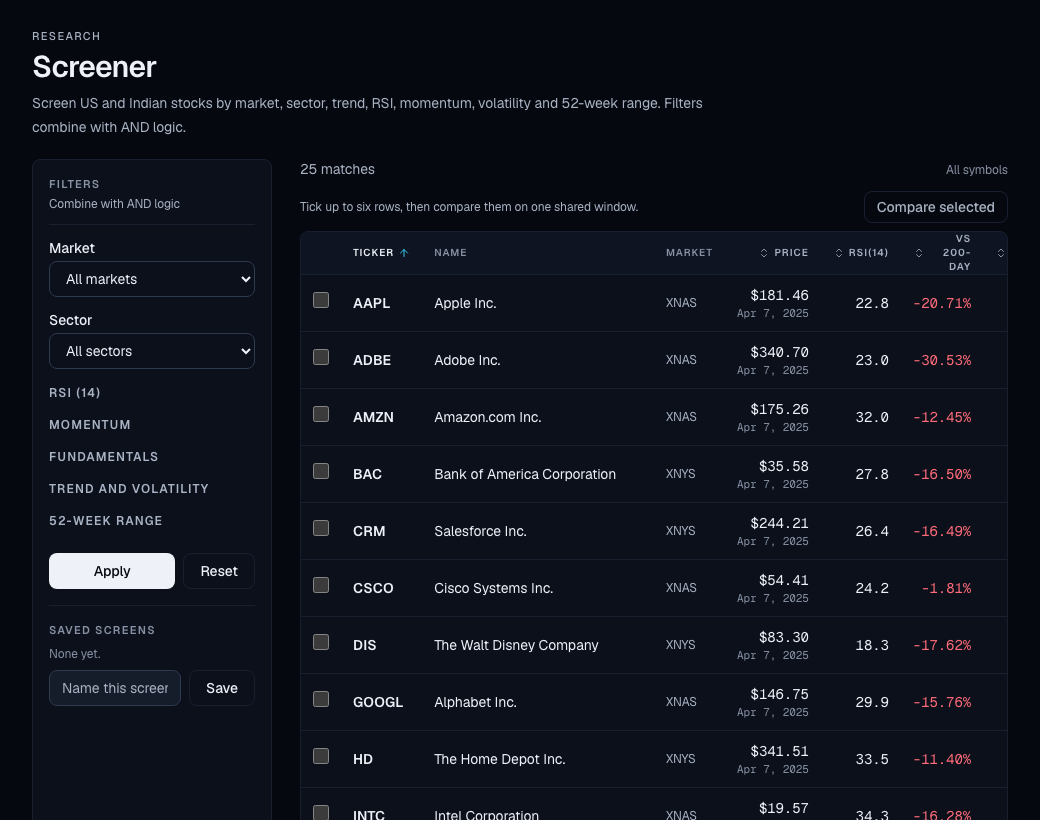 RESEARCH
Screener
Screen US and Indian stocks by market, sector, trend, RSI, momentum, volatility and 52-week range. Filters
combine with AND logic.
FILTERS
Combine with AND logic
Market
All markets
Sector
All sectors
RSI (14)
MOMENTUM
FUNDAMENTALS
TREND AND VOLATILITY
52-WEEK RANGE
Apply Reset
SAVED SCREENS
None yet.
Name this screen Save
25 matches All symbols
Tick up to six rows, then compare them on one shared window. Compare selected
TICKER ↑ NAME MARKET PRICE RSI(14) VS 200-DAY
AAPL Apple Inc. XNAS $181.46 22.8 -20.71%
Apr 7, 2025
ADBE Adobe Inc. XNAS $340.70 23.0 -30.53%
Apr 7, 2025
AMZN Amazon.com Inc. XNAS $175.26 32.0 -12.45%
Apr 7, 2025
BAC Bank of America Corporation XNYS $35.58 27.8 -16.50%
Apr 7, 2025
CRM Salesforce Inc. XNYS $244.21 26.4 -16.49%
Apr 7, 2025
CSCO Cisco Systems Inc. XNAS $54.41 24.2 -1.81%
Apr 7, 2025
DIS The Walt Disney Company XNYS $83.30 18.3 -17.62%
Apr 7, 2025
GOOGL Alphabet Inc. XNAS $146.75 29.9 -15.76%
Apr 7, 2025
HD The Home Depot Inc. XNYS $341.51 33.5 -11.40%
Apr 7, 2025
INTC Intel Corporation XNAS $19.57 34.3 -16.28%